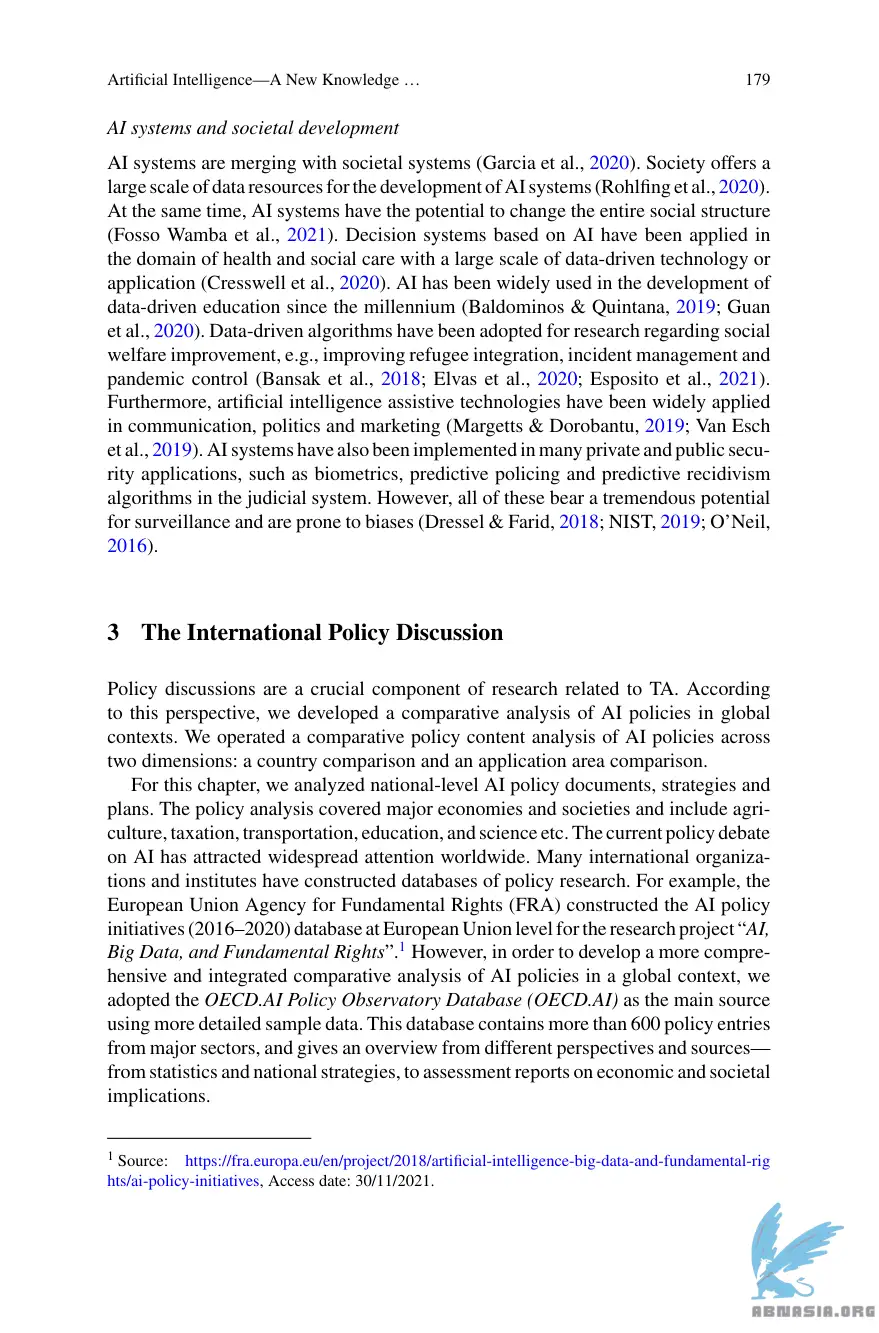 Artificial Intelligence—A New Knowledge … 179
AI systems and societal development
AI systems are merging with societal systems (Garcia et al., 2020). Society offers a
large scale of data resources for the development of AI systems (Rohlfing et al., 2020).
At the same time, AI systems have the potential to change the entire social structure
(Fosso Wamba et al., 2021). Decision systems based on AI have been applied in
the domain of health and social care with a large scale of data-driven technology or
application (Cresswell et al., 2020). AI has been widely used in the development of
data-driven education since the millennium (Baldominos & Quintana, 2019; Guan
et al., 2020). Data-driven algorithms have been adopted for research regarding social
welfare improvement, e.g., improving refugee integration, incident management and
pandemic control (Bansak et al., 2018; Elvas et al., 2020; Esposito et al., 2021).
Furthermore, artificial intelligence assistive technologies have been widely applied
in communication, politics and marketing (Margetts & Dorobantu, 2019; Van Esch
et al., 2019). AI systems have also been implemented in many private and public secu-
rity applications, such as biometrics, predictive policing and predictive recidivism
algorithms in the judicial system. However, all of these bear a tremendous potential
for surveillance and are prone to biases (Dressel & Farid, 2018; NIST, 2019; O’Neil,
2016).
3 The International Policy Discussion
Policy discussions are a crucial component of research related to TA. According
to this perspective, we developed a comparative analysis of AI policies in global
contexts. We operated a comparative policy content analysis of AI policies across
two dimensions: a country comparison and an application area comparison.
For this chapter, we analyzed national-level AI policy documents, strategies and
plans. The policy analysis covered major economies and societies and include agri-
culture, taxation, transportation, education, and science etc. The current policy debate
on AI has attracted widespread attention worldwide. Many international organiza-
tions and institutes have constructed databases of policy research. For example, the
European Union Agency for Fundamental Rights (FRA) constructed the AI policy
initiatives (2016–2020) database at European Union level for the research project “AI,
Big Data, and Fundamental Rights”.1 However, in order to develop a more compre-
hensive and integrated comparative analysis of AI policies in a global context, we
adopted the OECD.AI Policy Observatory Database (OECD.AI) as the main source
using more detailed sample data. This database contains more than 600 policy entries
from major sectors, and gives an overview from different perspectives and sources—
from statistics and national strategies, to assessment reports on economic and societal
implications.
1 Source: https://fra.europa.eu/en/project/2018/artificial-intelligence-big-data-and-fundamental-rig
hts/ai-policy-initiatives, Access date: 30/11/2021.
ABNASIA.ORG